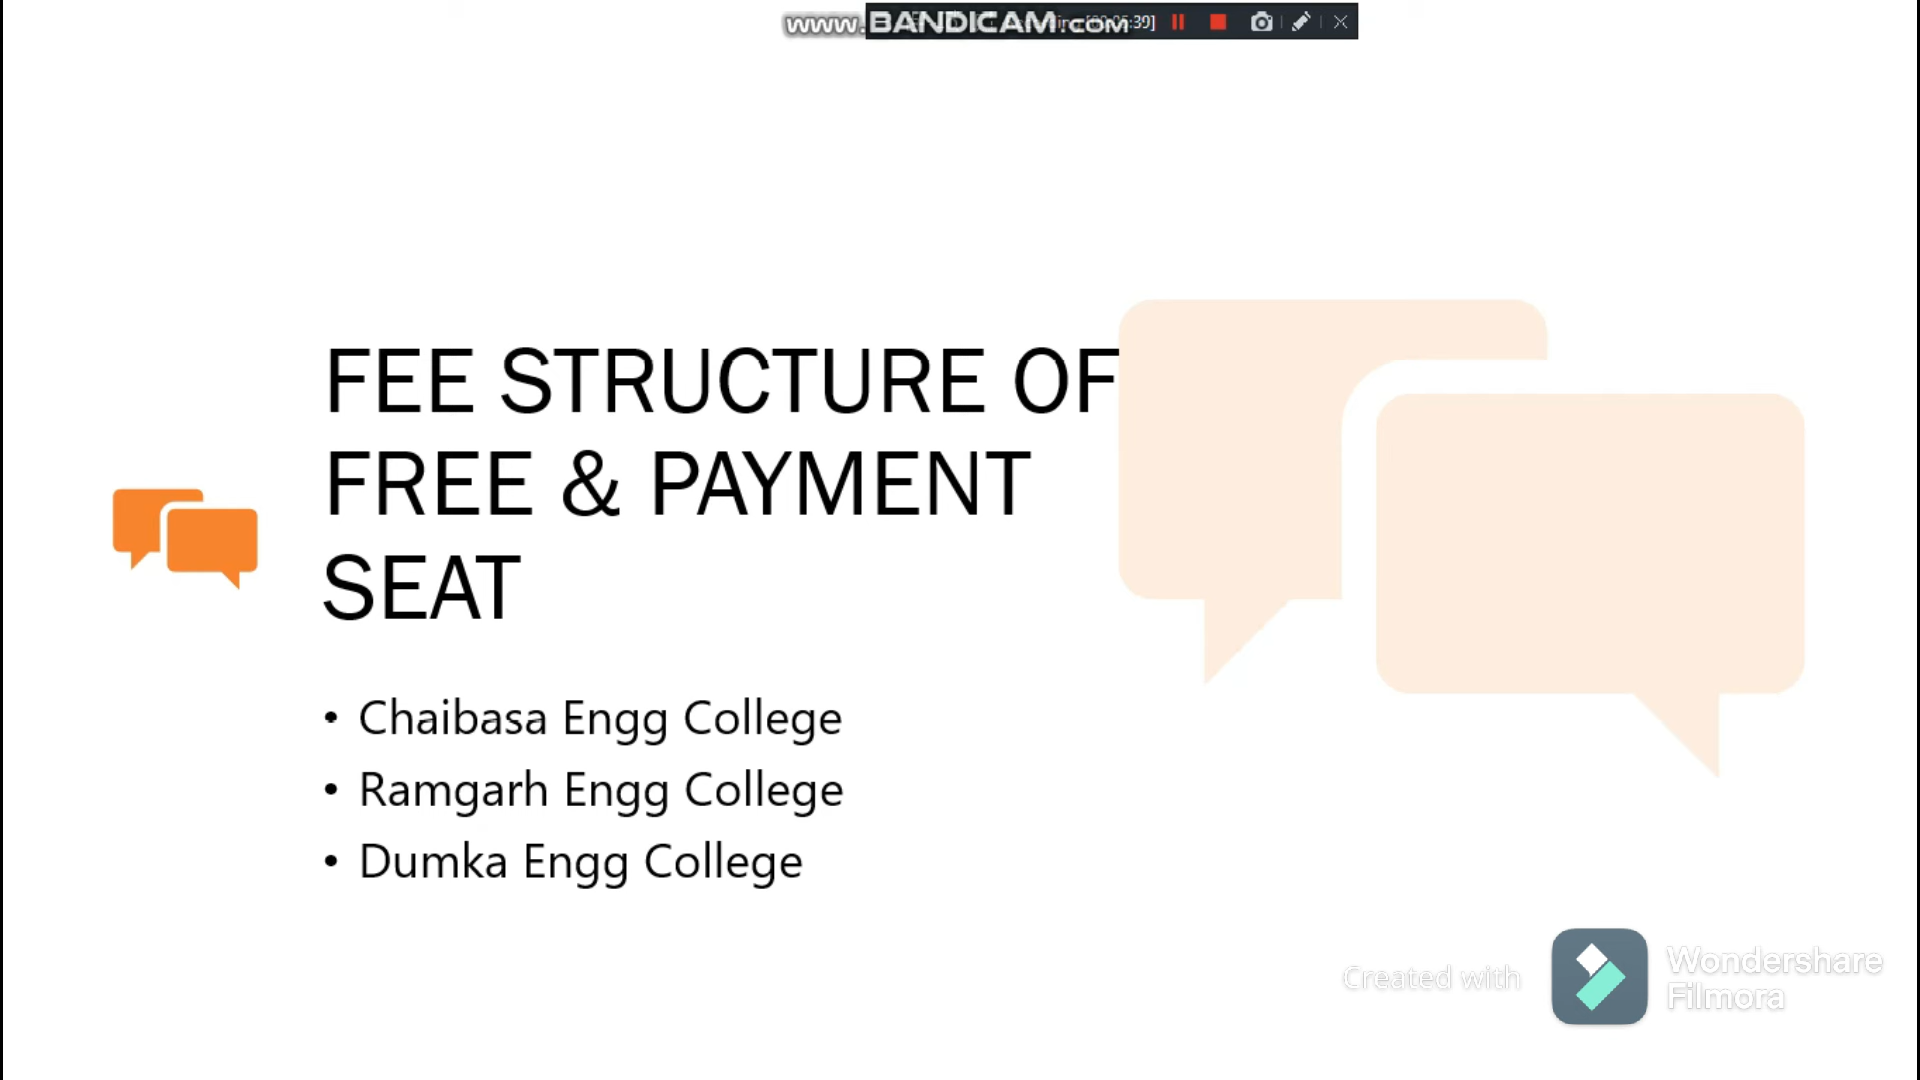 www.BANDICAM.com :39]
FEE STRUCTURE OF
FREE & PAYMENT
SEAT
• Chaibasa Engg College
• Ramgarh Engg College
• Dumka Engg College
Created with
Wondershare
Filmora